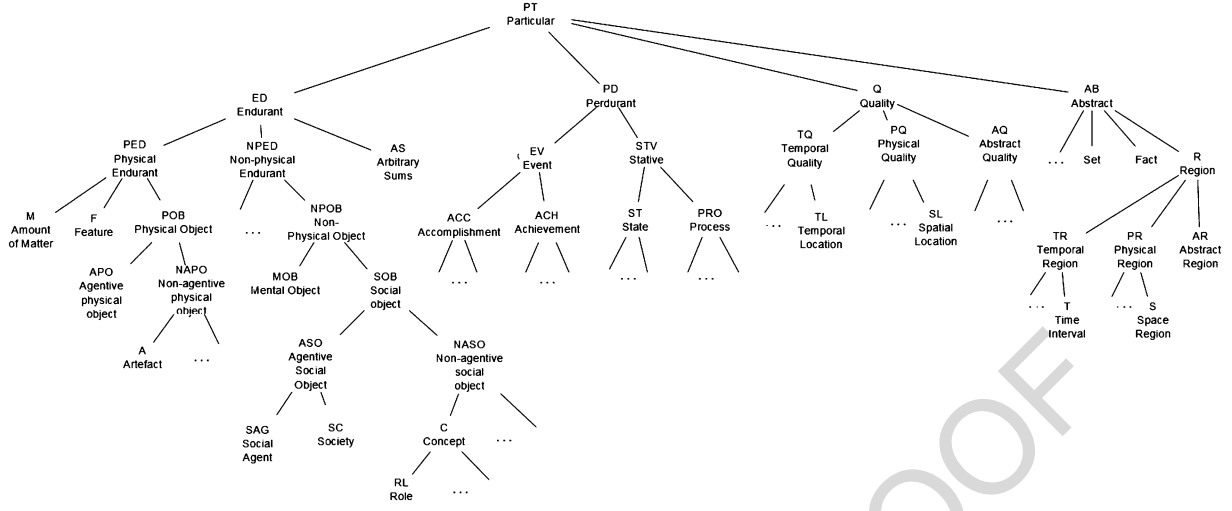 PT
Particular
ED
Endurant
PD
Perdurant
Q
Quality
AB
Abstract
PED
Physical
Endurant
NPED
Non-physical
Endurant
AS
Arbitrary
Sums
EV
Event
STV
Stative
TQ
Temporal
Quality
PQ
Physical
Quality
AQ
Abstract
Quality
. . .
Set
Fact
R
Region
M
Amount
of Matter
F
Feature
POB
Physical Object
. . .
NPOB
Non-
Physical Object
ACC
Accomplishment
ACH
Achievement
ST
State
PRO
Process
. . .
TL
Temporal
Location
. . .
SL
Spatial
Location
. . .
TR
Temporal
Region
PR
Physical
Region
AR
Abstract
Region
APO
Agentive
physical
object
NAPO
Non-agentive
physical
object
MOB
Mental Object
SOB
Social
object
. . .
. . .
. . .
. . .
. . .
T
Time
Interval
. . .
S
Space
Region
A
Artefact
. . .
ASO
Agentive
Social
Object
NASO
Non-agentive
social
object
SAG
Social
Agent
SC
Society
C
Concept
. . .
RL
Role
. . .
OOF